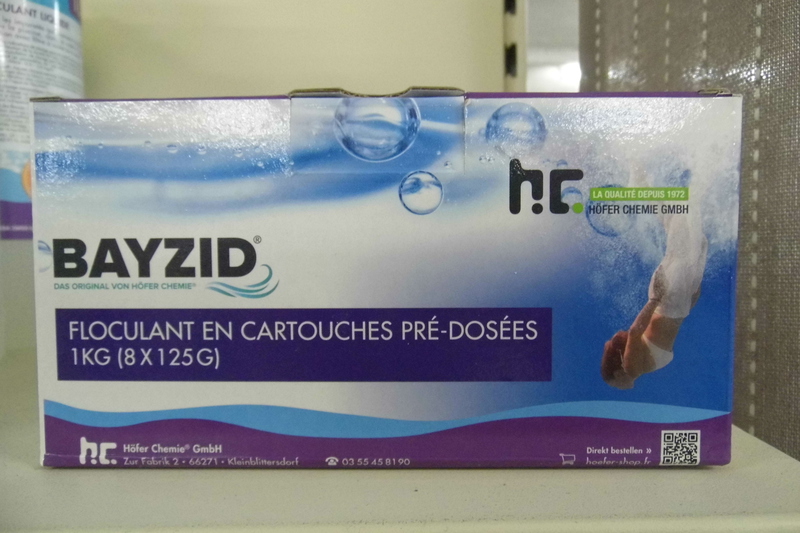 CULANT LIQUI
h.c.
LA QUALITÉ DEPUIS 1972
HÖFER CHEMIE GMBH
BAYZID®
DAS ORIGINAL VON HÖFER CHEMIE®
FLOCULANT EN CARTOUCHES PRÉ-DOSÉES
1KG (8 X 125G)
h.c.
Höfer Chemie® GmbH
Zur Fabrik 2 • 66271 • Kleinblittersdorf
☎ 03 55 45 81 90
Direkt bestellen »
hoefer-shop.fr